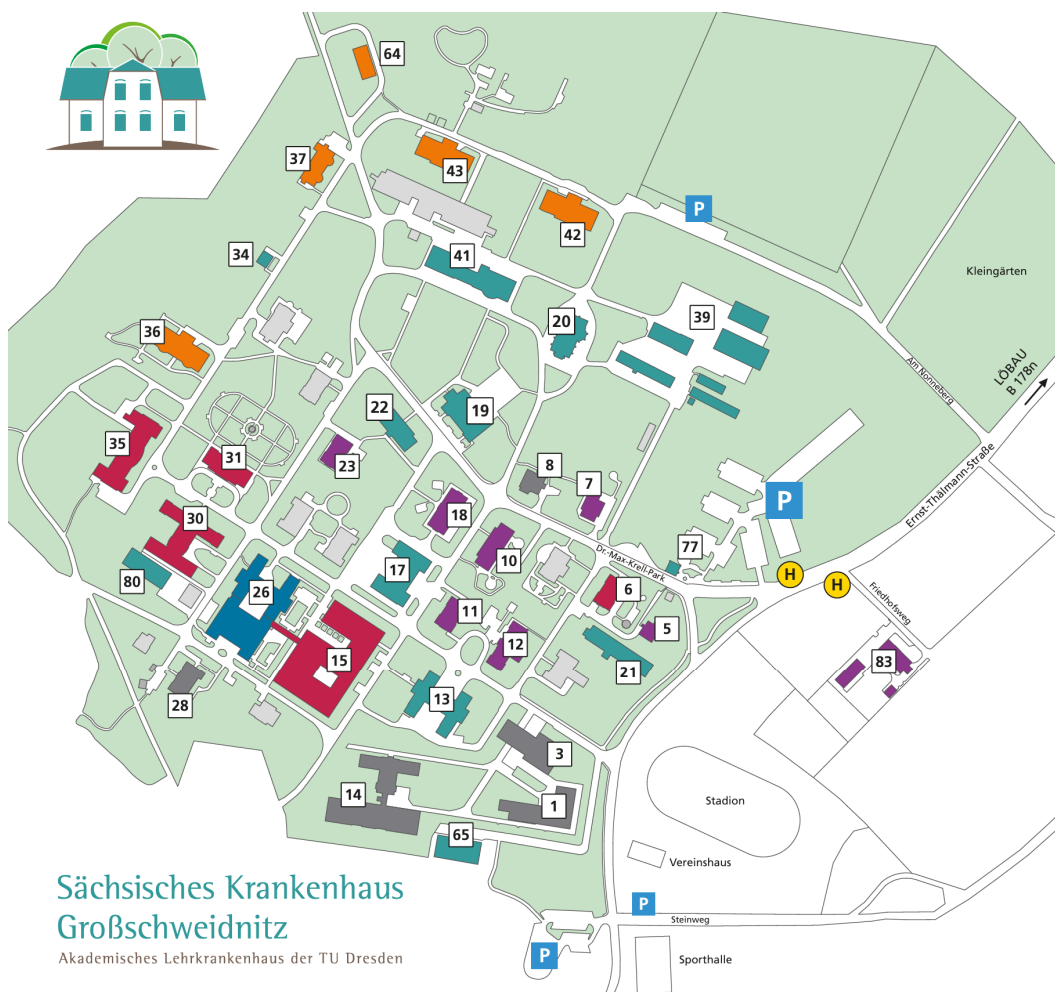 64
37
43
P
42
34
41
Kleingärten
20
39
36
LÖBAU
B 178n
Am Nonneberg
22
19
35
31
23
8
7
P
Ernst-Thälmann-Straße
30
18
10
77
Dr.-Max-Krell-Park
80
17
26
6
H
H
Friedhofsweg
11
5
12
15
21
83
28
13
3
14
1
Stadion
65
Vereinshaus
P
Steinweg
P
Sporthalle
Sächsisches Krankenhaus
Großschweidnitz
Akademisches Lehrkrankenhaus der TU Dresden